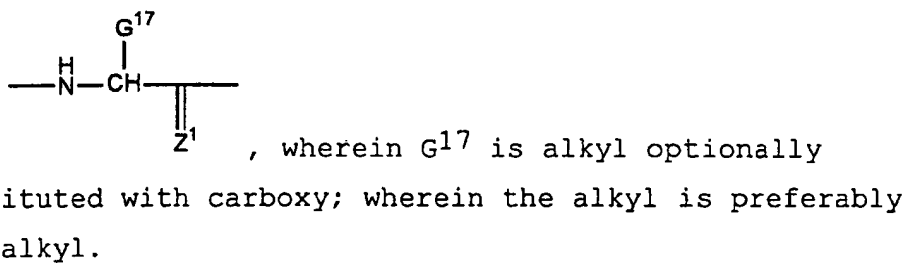 G17
H
N—CH
Z1 , wherein G17 is alkyl optionally
ituted with carboxy; wherein the alkyl is preferably
alkyl.